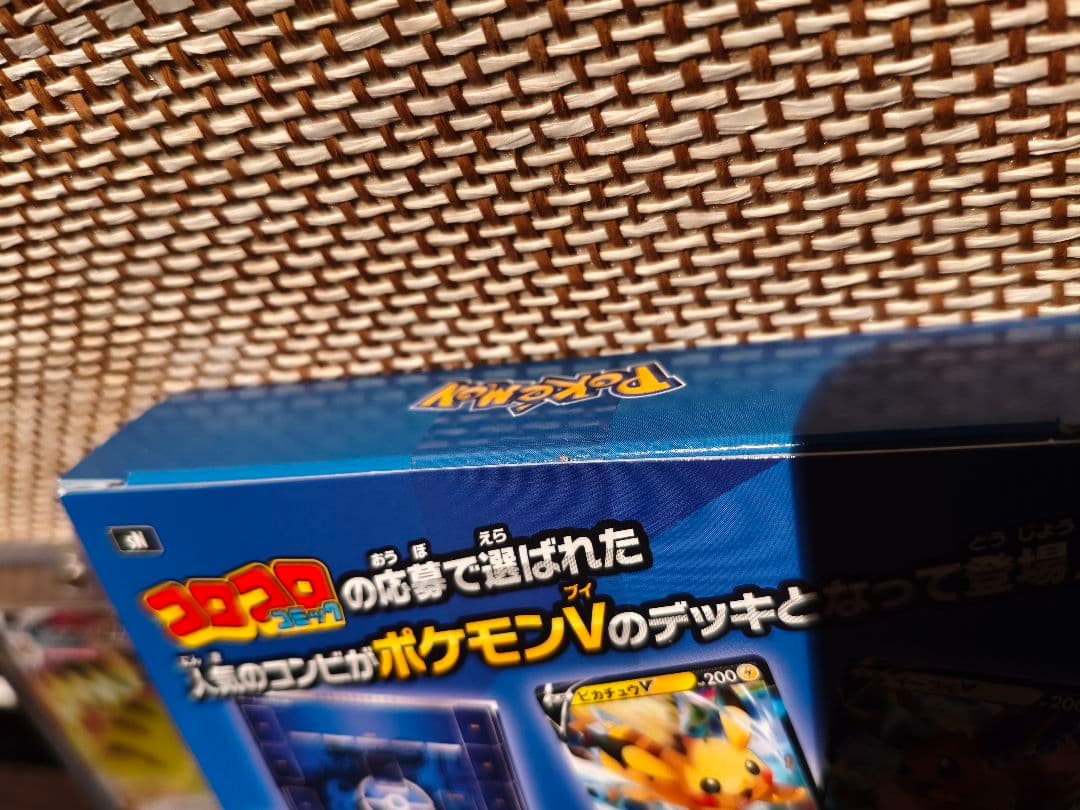 POKÉMON
sN
コロコロコミックの応募で選ばれた
人気のコンビがポケモンVのデッキとなって登場
ピカチュウV 200
200